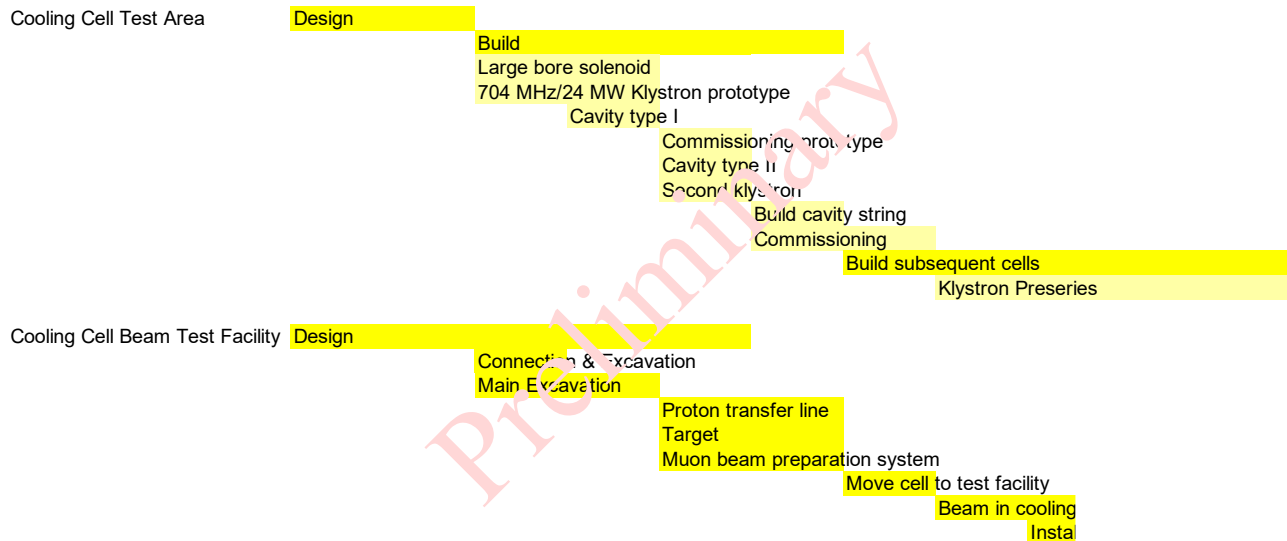 Cooling Cell Test Area Design
Build
Large bore solenoid
704 MHz/24 MW Klystron prototype
Cavity type I
Commissioning prototype
Cavity type II
Second klystron
Build cavity string
Commissioning
Build subsequent cells
Klystron Preseries
Cooling Cell Beam Test Facility Design
Connection & Excavation
Main Excavation
Proton transfer line
Target
Muon beam preparation system
Move cell to test facility
Beam in cooling
Instal
Preliminary